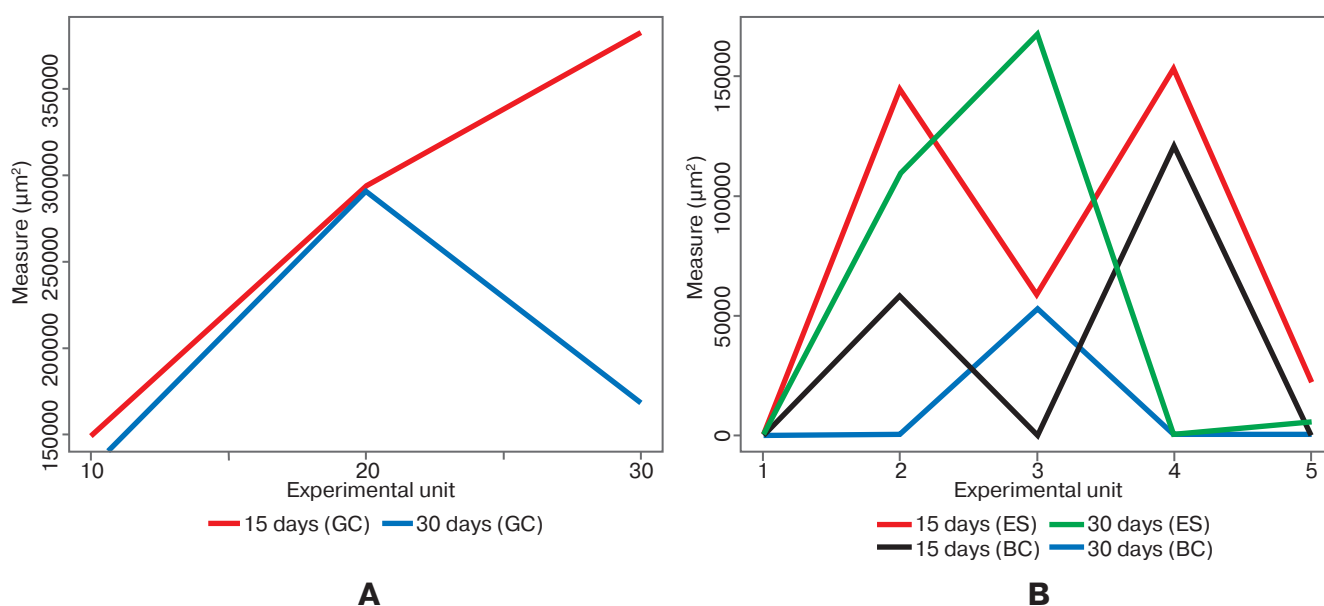 Measure (µm²)
350000
300000
250000
200000
150000
10
20
30
Experimental unit
15 days (GC) 30 days (GC)
A
Measure (µm²)
150000
100000
50000
0
1
2
3
4
5
Experimental unit
15 days (ES) 30 days (ES)
15 days (BC) 30 days (BC)
B